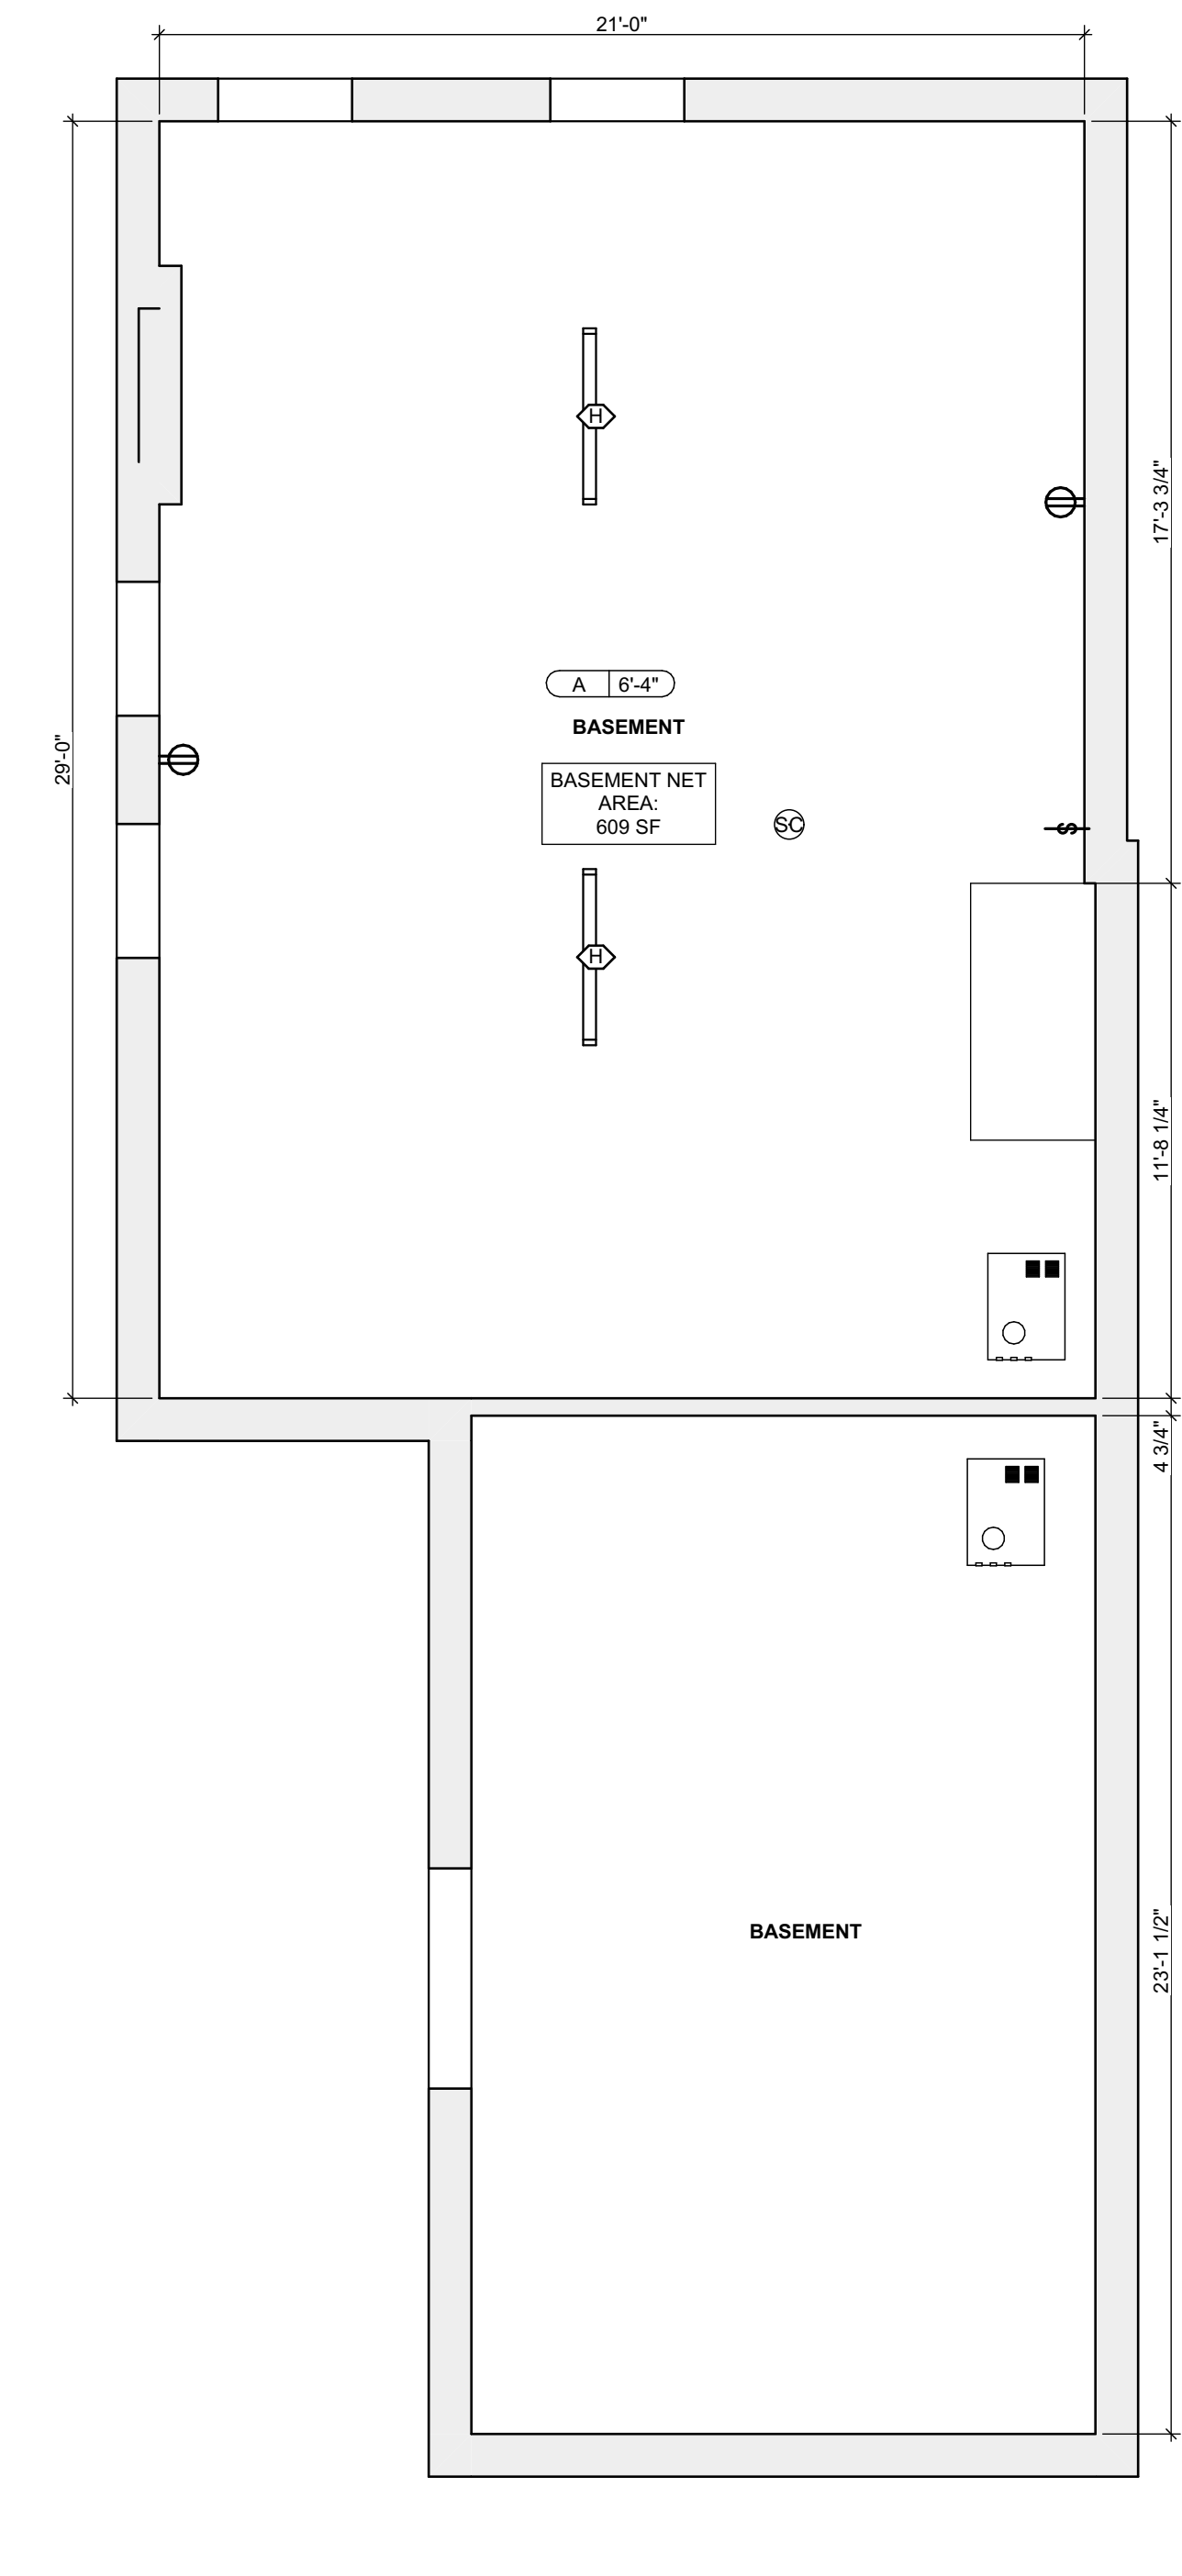 21'-0"
H
17'-3 3/4"
A 6'-4"
BASEMENT
29'-0"
BASEMENT NET
AREA:
609 SF
SC
S
H
11'-8 1/4"
4 3/4"
BASEMENT
23'-1 1/2"